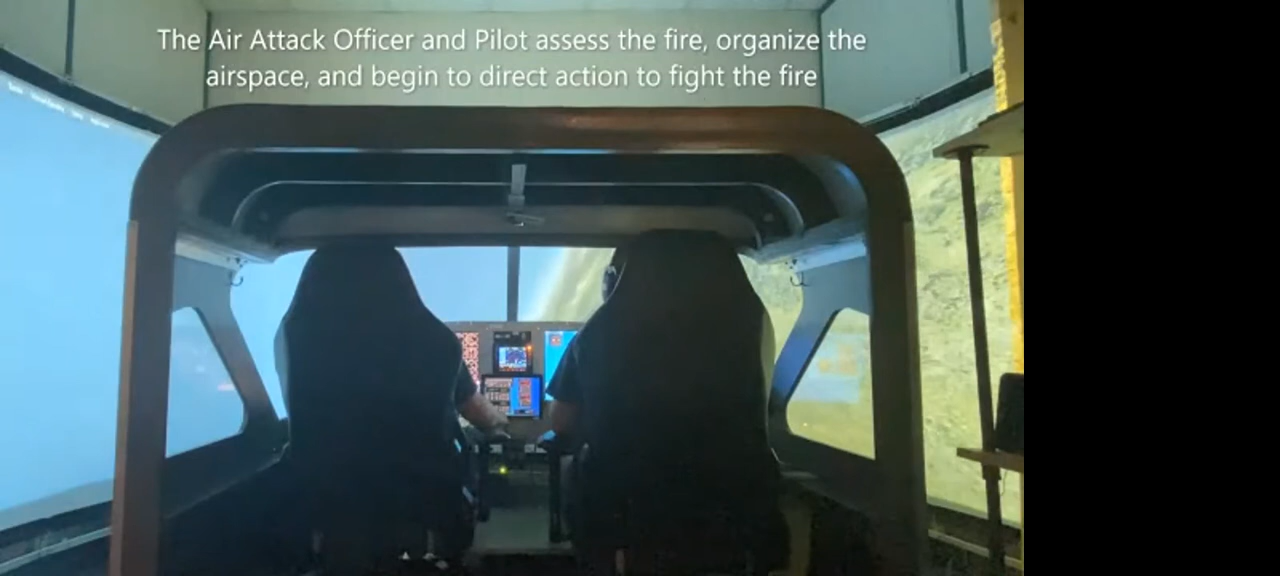 The Air Attack Officer and Pilot assess the fire, organize the
airspace, and begin to direct action to fight the fire